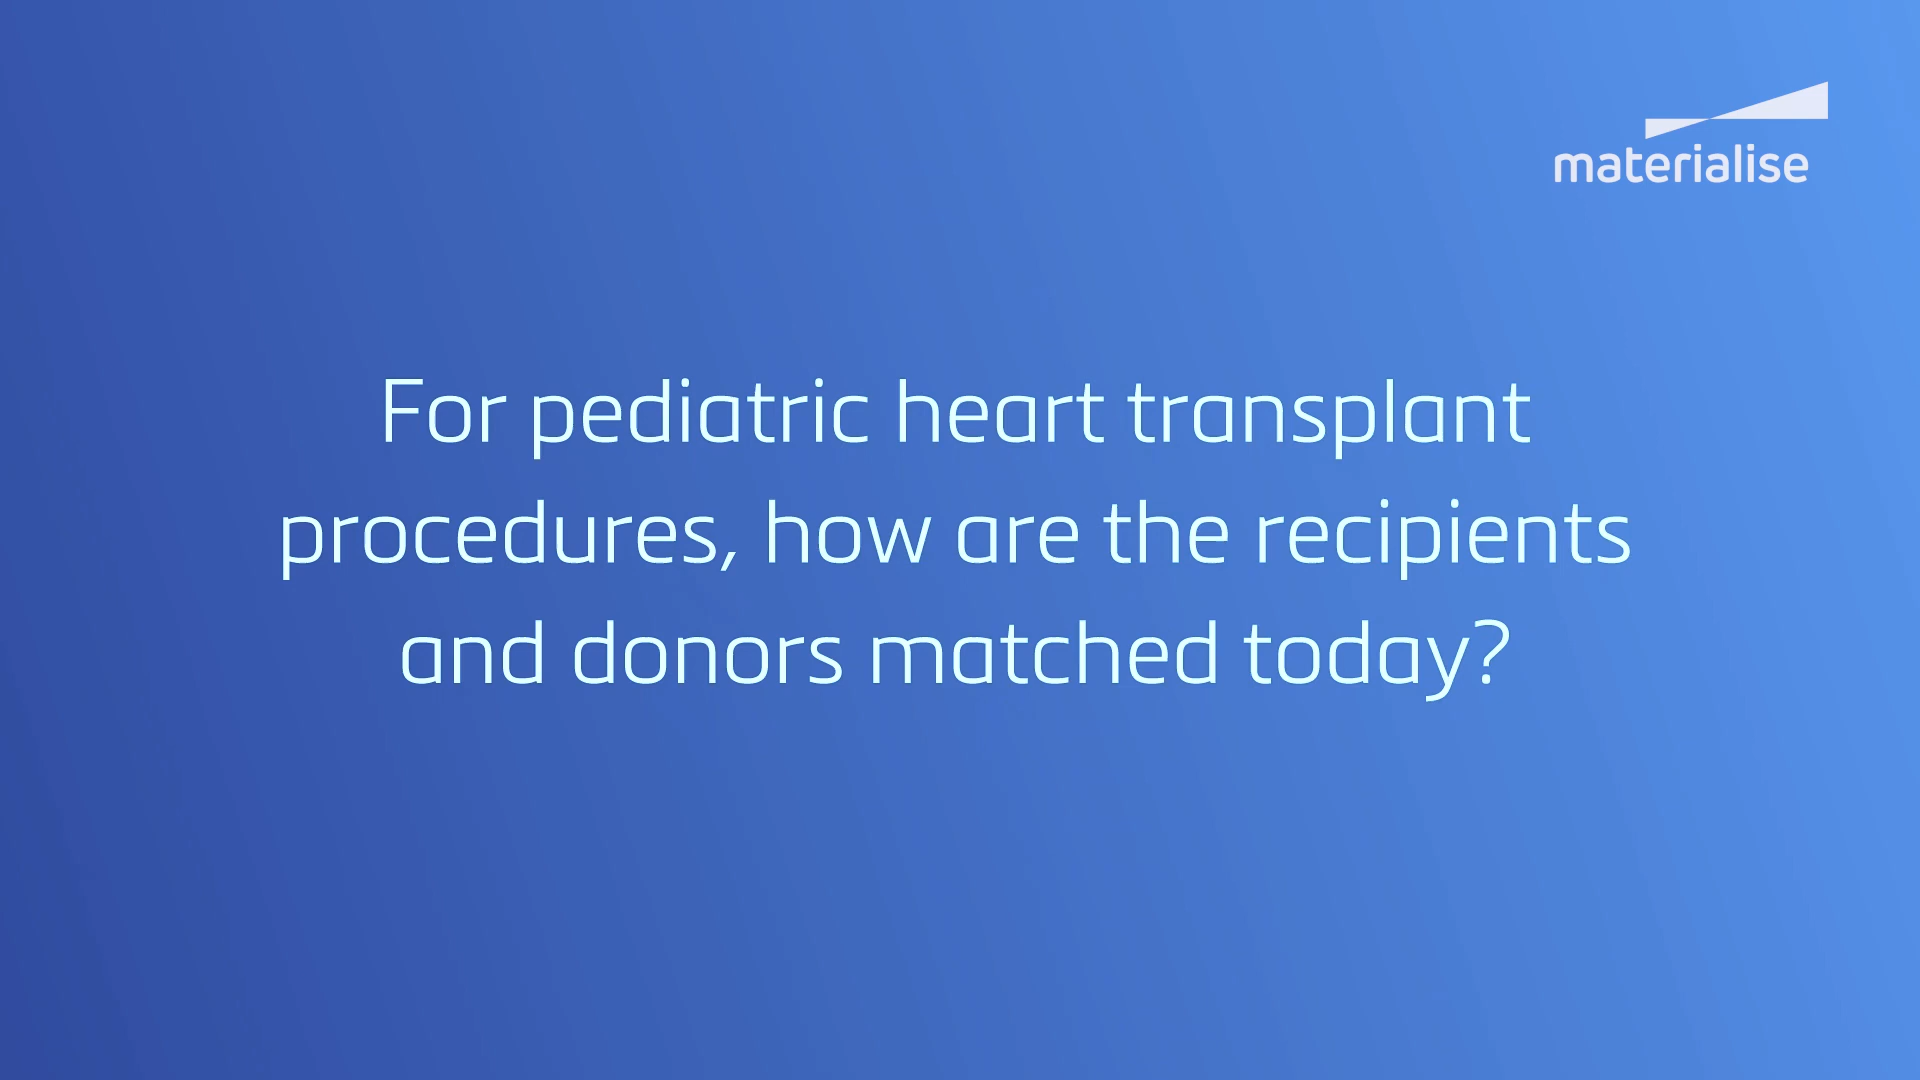 materialise
For pediatric heart transplant
procedures, how are the recipients
and donors matched today?